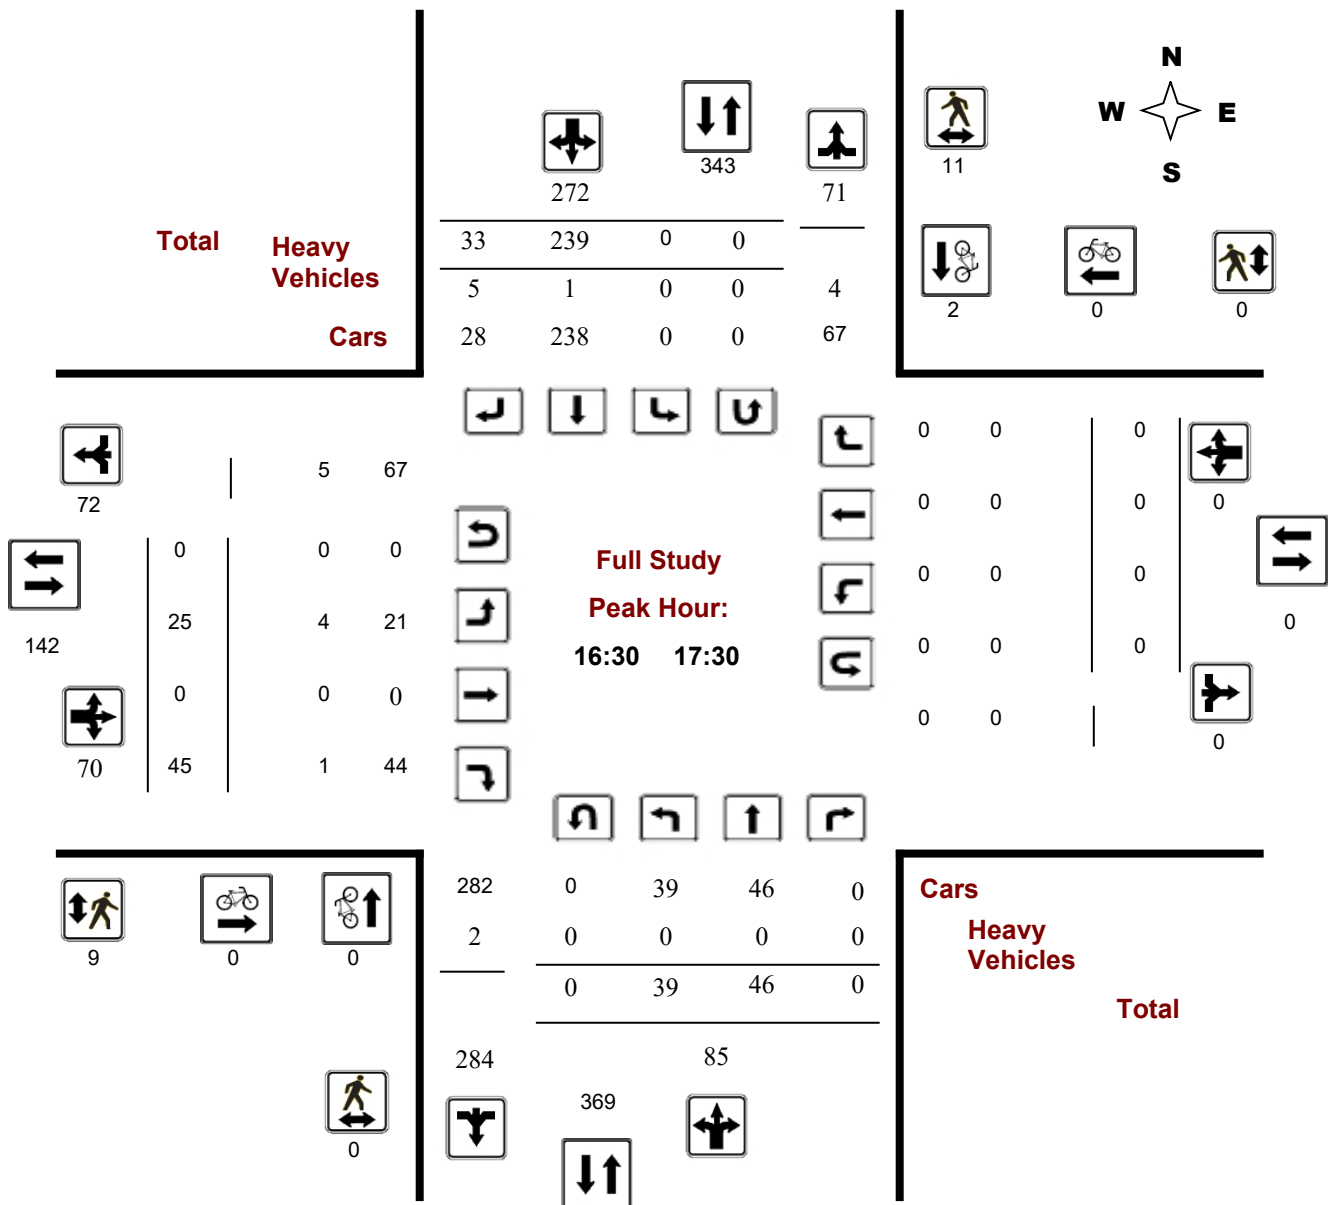 N
W E
S
343
11
272
71
Total Heavy Vehicles
33 239 0 0
2 0 0
5 1 0 0 4
Cars
28 238 0 0 67
0 0 0
5 67
72
0 0 0
0 0 0
0
Full Study
0 0 0
25 4 21
Peak Hour:
0
142
16:30 17:30
0 0 0
0 0 0
0 0
0
70
45 1 44
282 0 39 46 0
Cars
2 0 0 0 0
Heavy Vehicles
9 0 0
0 39 46 0
Total
284
85
369
0